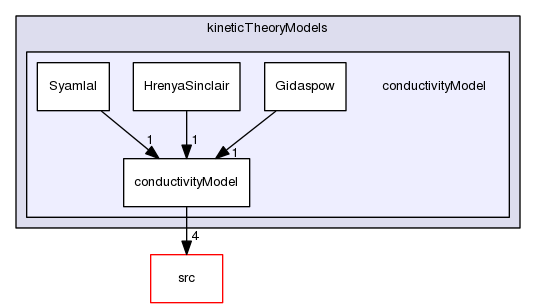 kineticTheoryModels
Syamlal
HrenyaSinclair
Gidaspow
conductivityModel
1
1
1
conductivityModel
4
src